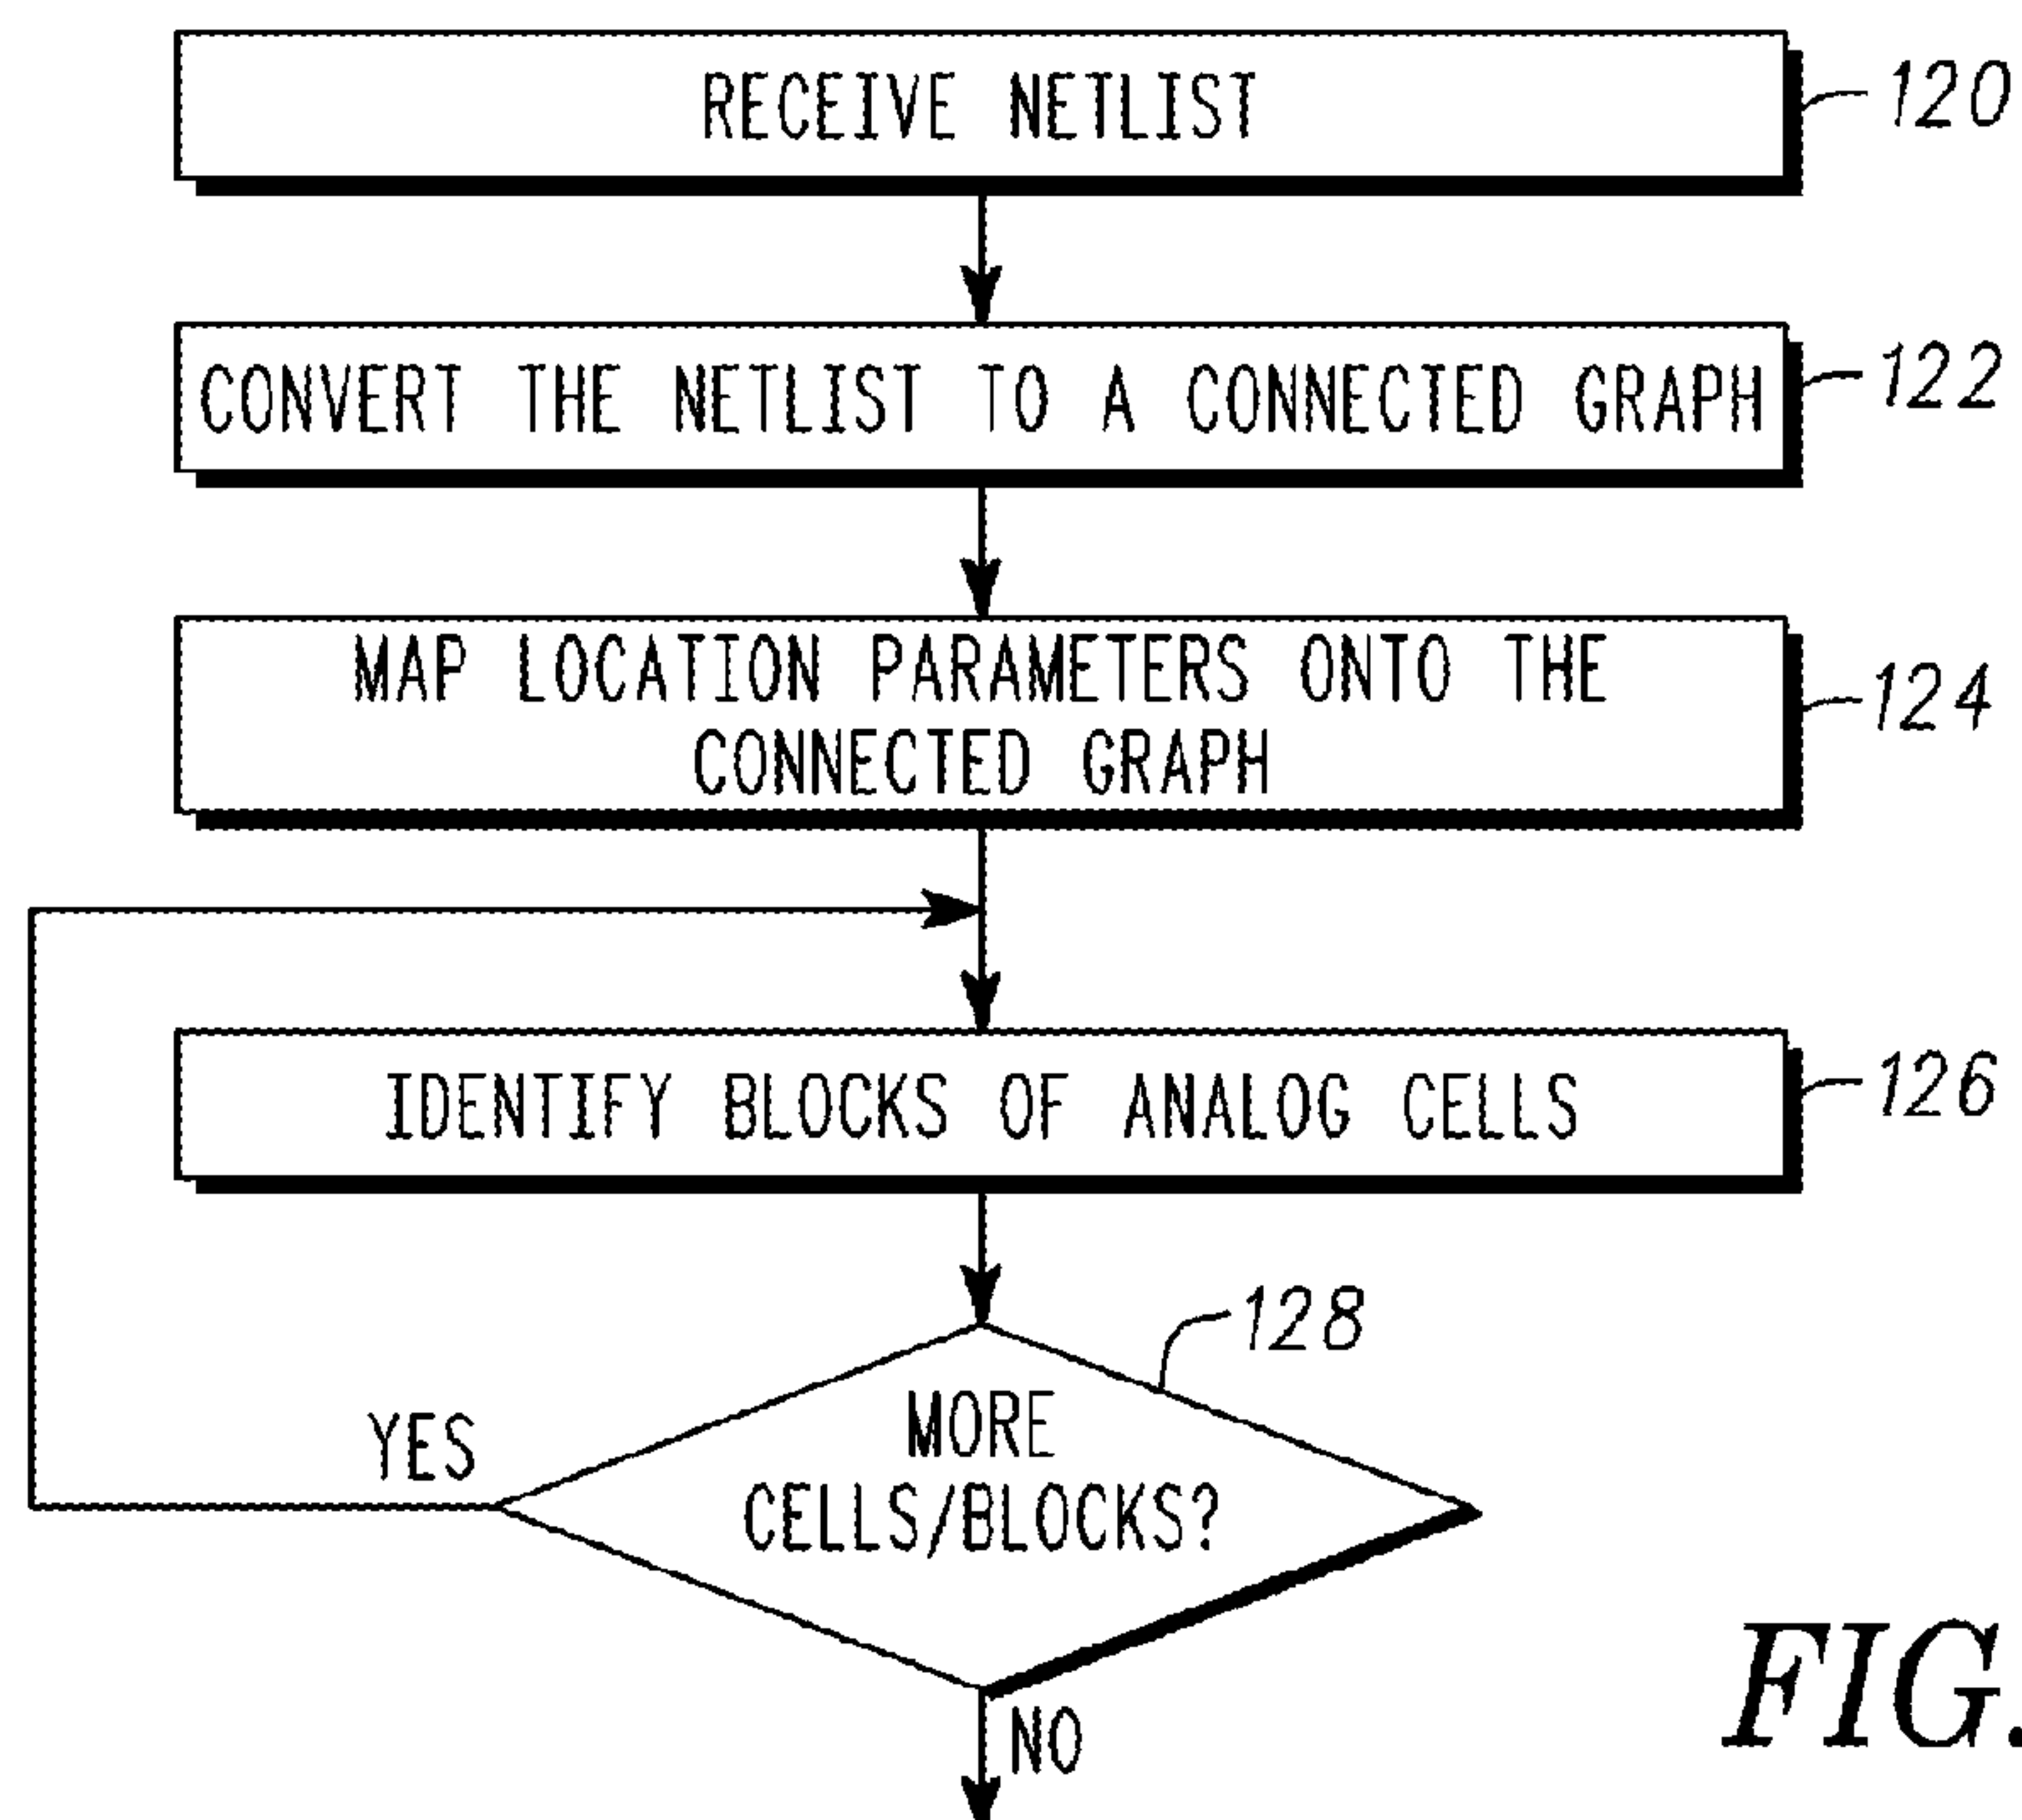 RECEIVE NETLIST
120
CONVERT THE NETLIST TO A CONNECTED GRAPH
122
MAP LOCATION PARAMETERS ONTO THE
CONNECTED GRAPH
124
IDENTIFY BLOCKS OF ANALOG CELLS
126
128
MORE
CELLS/BLOCKS?
YES
NO
FIG.